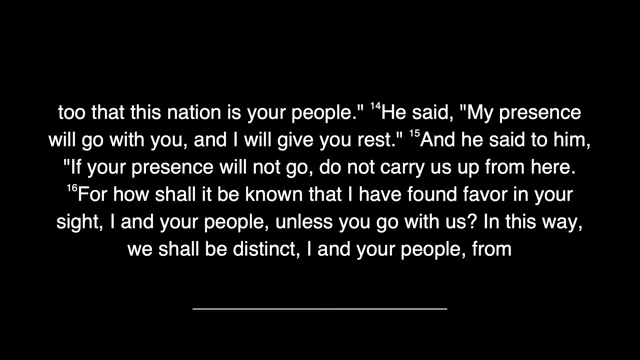 too that this nation is your people." ¹⁴He said, "My presence
will go with you, and I will give you rest." ¹⁵And he said to him,
"If your presence will not go, do not carry us up from here.
¹⁶For how shall it be known that I have found favor in your
sight, I and your people, unless you go with us? In this way,
we shall be distinct, I and your people, from